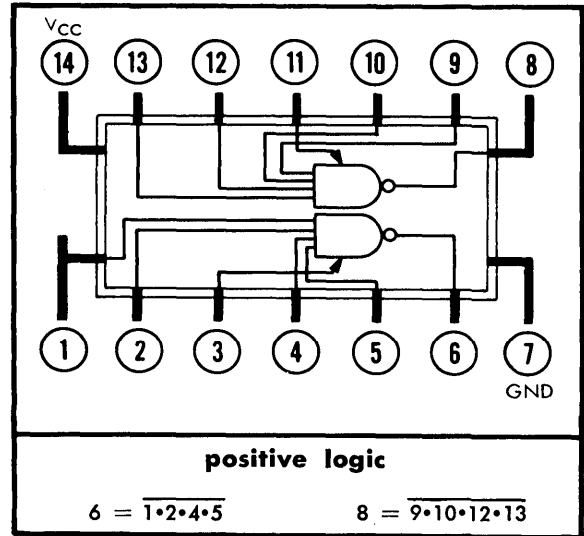 VCC
14 13 12 11 10 9 8
1 2 3 4 5 6 7
GND
positive logic
6 = 1•2•4•5 8 = 9•10•12•13